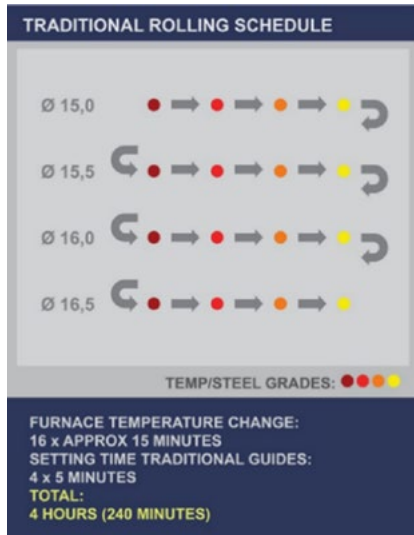 TRADITIONAL ROLLING SCHEDULE
Ø 15,0
Ø 15,5
Ø 16,0
Ø 16,5
TEMP/STEEL GRADES:
FURNACE TEMPERATURE CHANGE:
16 x APPROX 15 MINUTES
SETTING TIME TRADITIONAL GUIDES:
4 x 5 MINUTES
TOTAL:
4 HOURS (240 MINUTES)